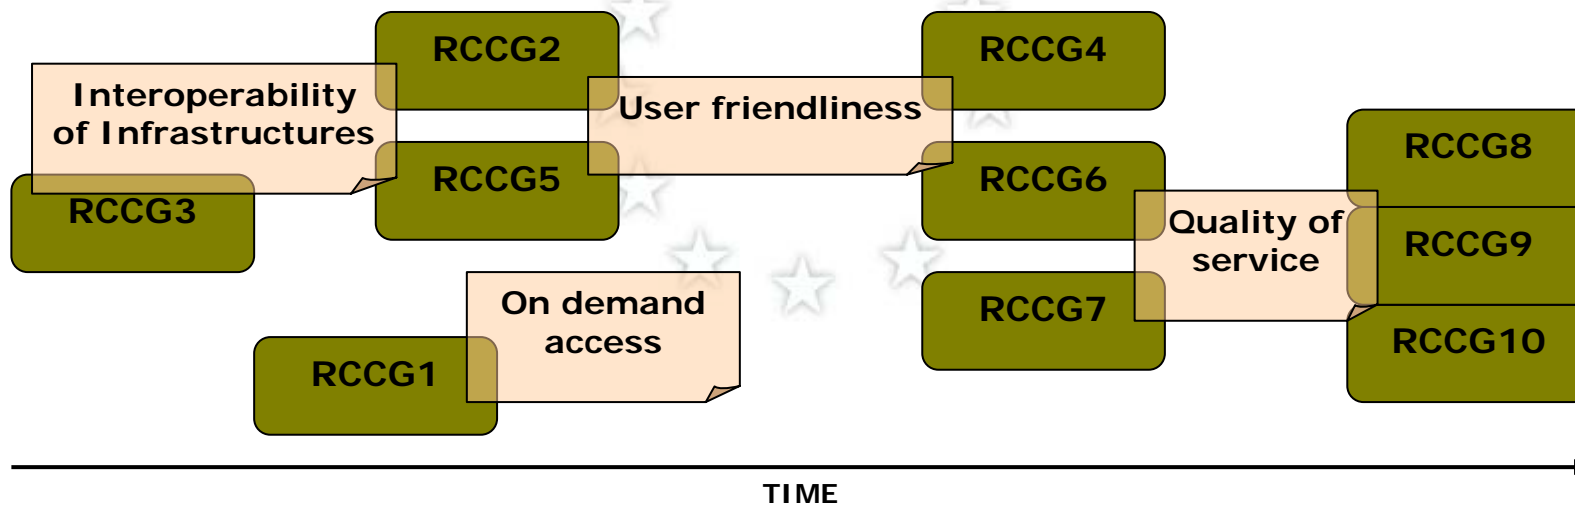 RCCG2
RCCG4
Interoperability
of Infrastructures
User friendliness
RCCG8
RCCG5
RCCG6
RCCG3
Quality of
service
RCCG9
On demand
access
RCCG7
RCCG10
RCCG1
TIME